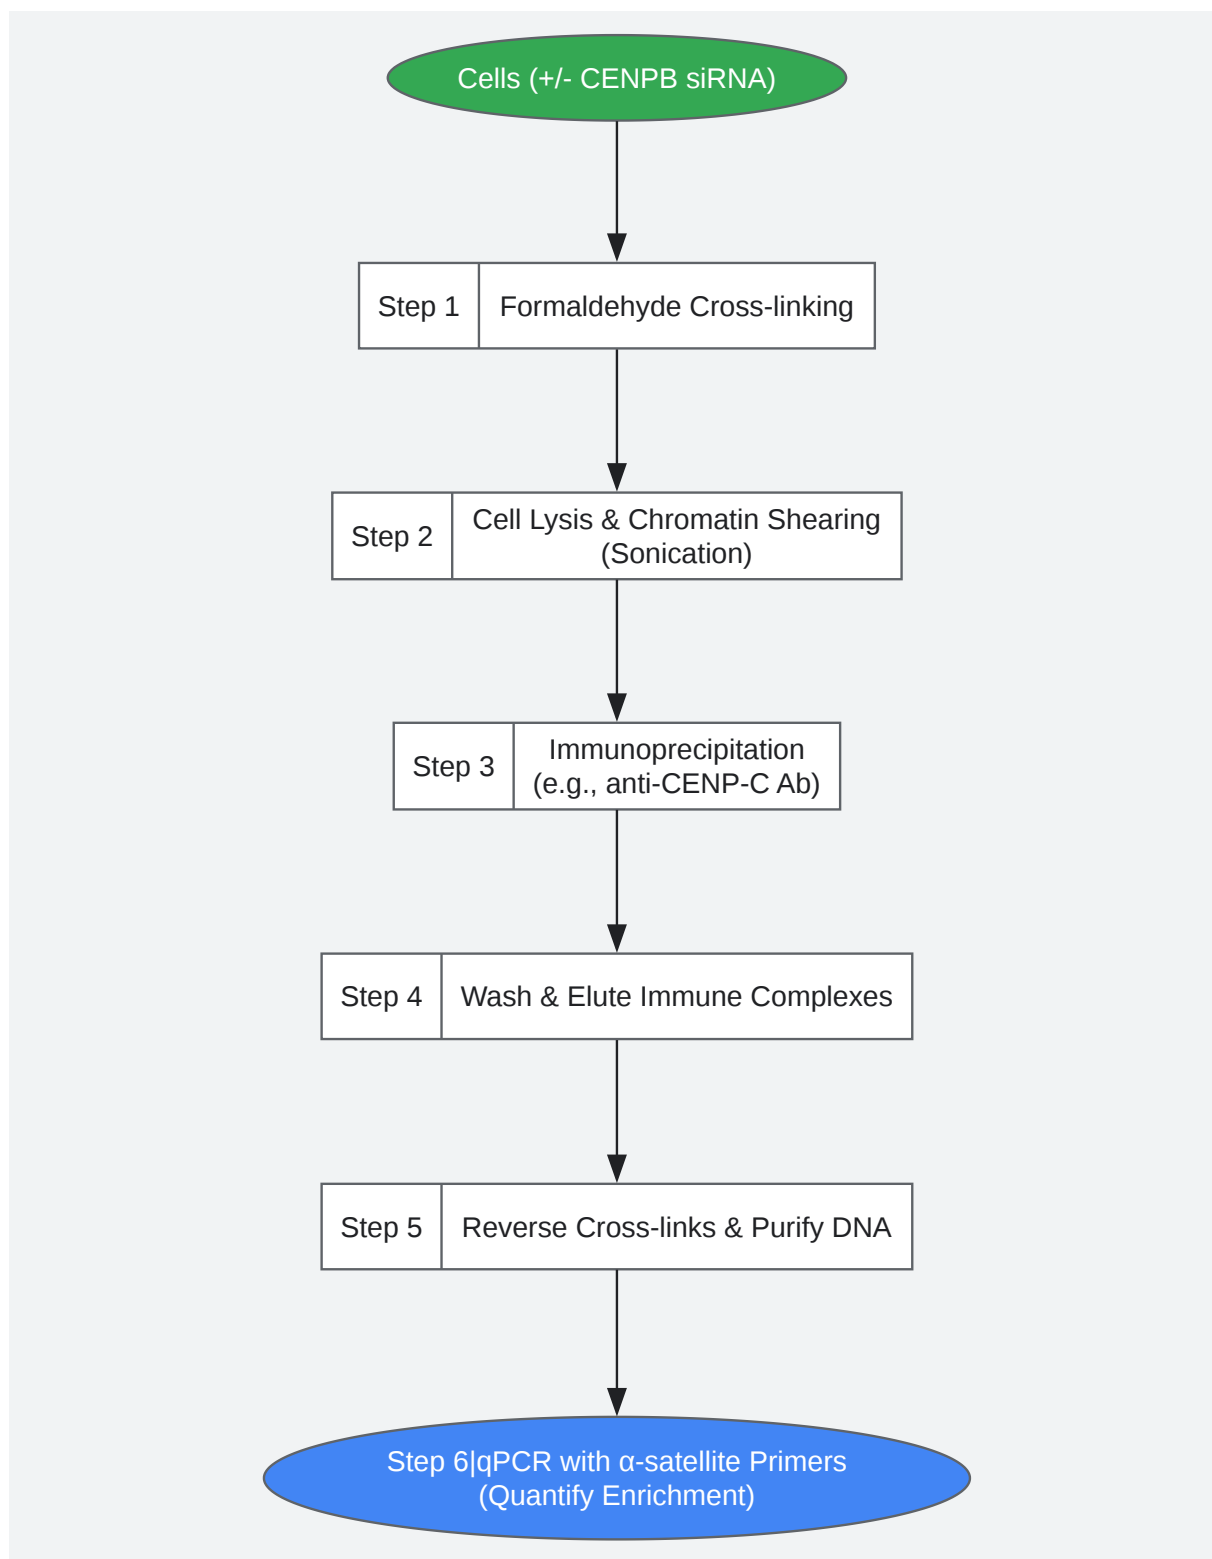 Cells (+/- CENPB siRNA)
Step 1
Formaldehyde Cross-linking
Step 2
Cell Lysis & Chromatin Shearing
(Sonication)
Step 3
Immunoprecipitation
(e.g., anti-CENP-C Ab)
Step 4
Wash & Elute Immune Complexes
Step 5
Reverse Cross-links & Purify DNA
Step 6|qPCR with α-satellite Primers
(Quantify Enrichment)